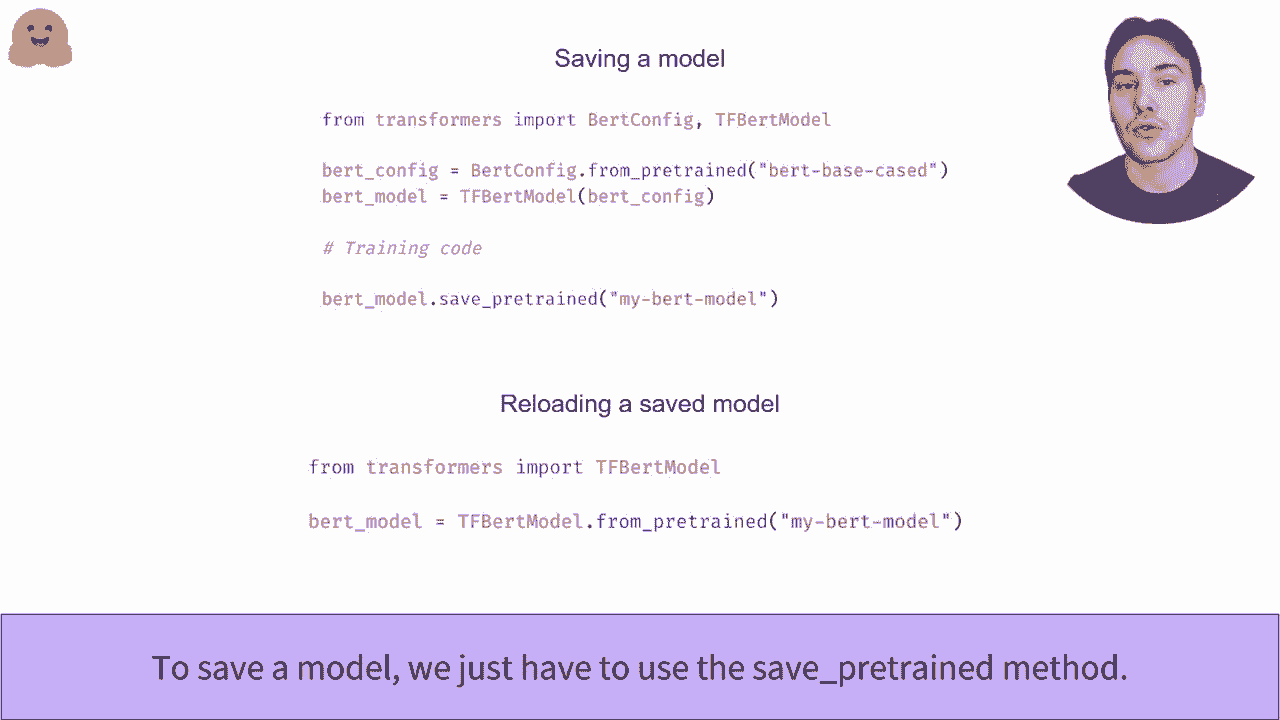 Saving a model
from transformers import BertConfig, TFBertModel
bert_config = BertConfig.from_pretrained("bert-base-cased")
bert_model = TFBertModel(bert_config)
# Training code
bert_model.save_pretrained("my-bert-model")
Reloading a saved model
from transformers import TFBertModel
bert_model = TFBertModel.from_pretrained("my-bert-model")
To save a model, we just have to use the save_pretrained method.